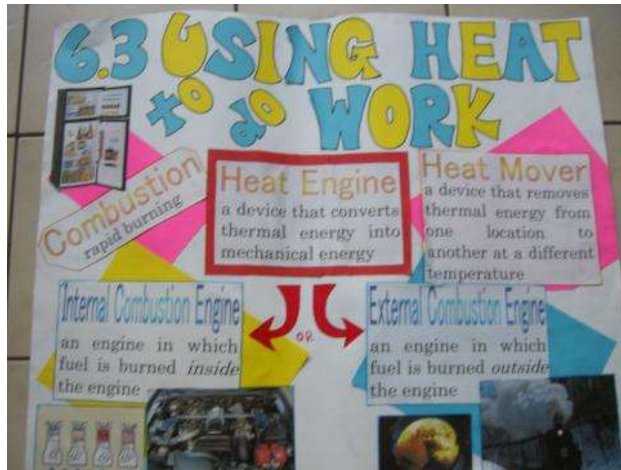 6.3 USING HEAT
to do WORK
Combustion
rapid burning
Heat Engine
a device that converts
thermal energy into
mechanical energy
Heat Mover
a device that removes
thermal energy from
one location to
another at a different
temperature
Internal Combustion Engine
an engine in which
fuel is burned inside
the engine
OR
External Combustion Engine
an engine in which
fuel is burned outside
the engine